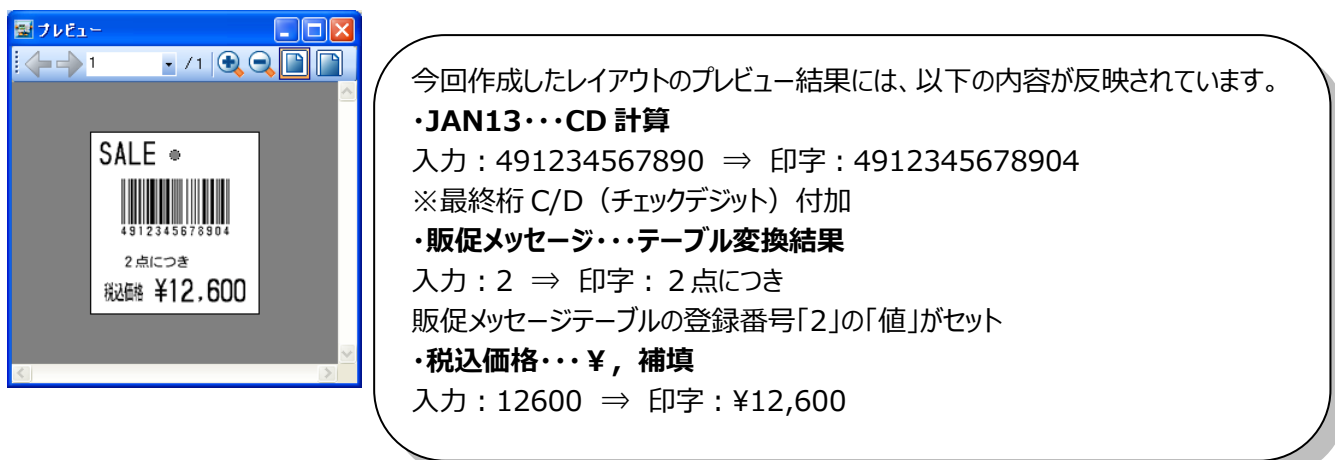 プレビュー
1 /1
SALE
4912345678904
2点につき
税込価格 ¥12,600
今回作成したレイアウトのプレビュー結果には、以下の内容が反映されています。
・JAN13・・・CD 計算
入力：491234567890 ⇒ 印字：4912345678904
※最終桁 C/D（チェックデジット）付加
・販促メッセージ・・・テーブル変換結果
入力：2 ⇒ 印字：２点につき
販促メッセージテーブルの登録番号「2」の「値」がセット
・税込価格・・・￥，補填
入力：12600 ⇒ 印字：¥12,600